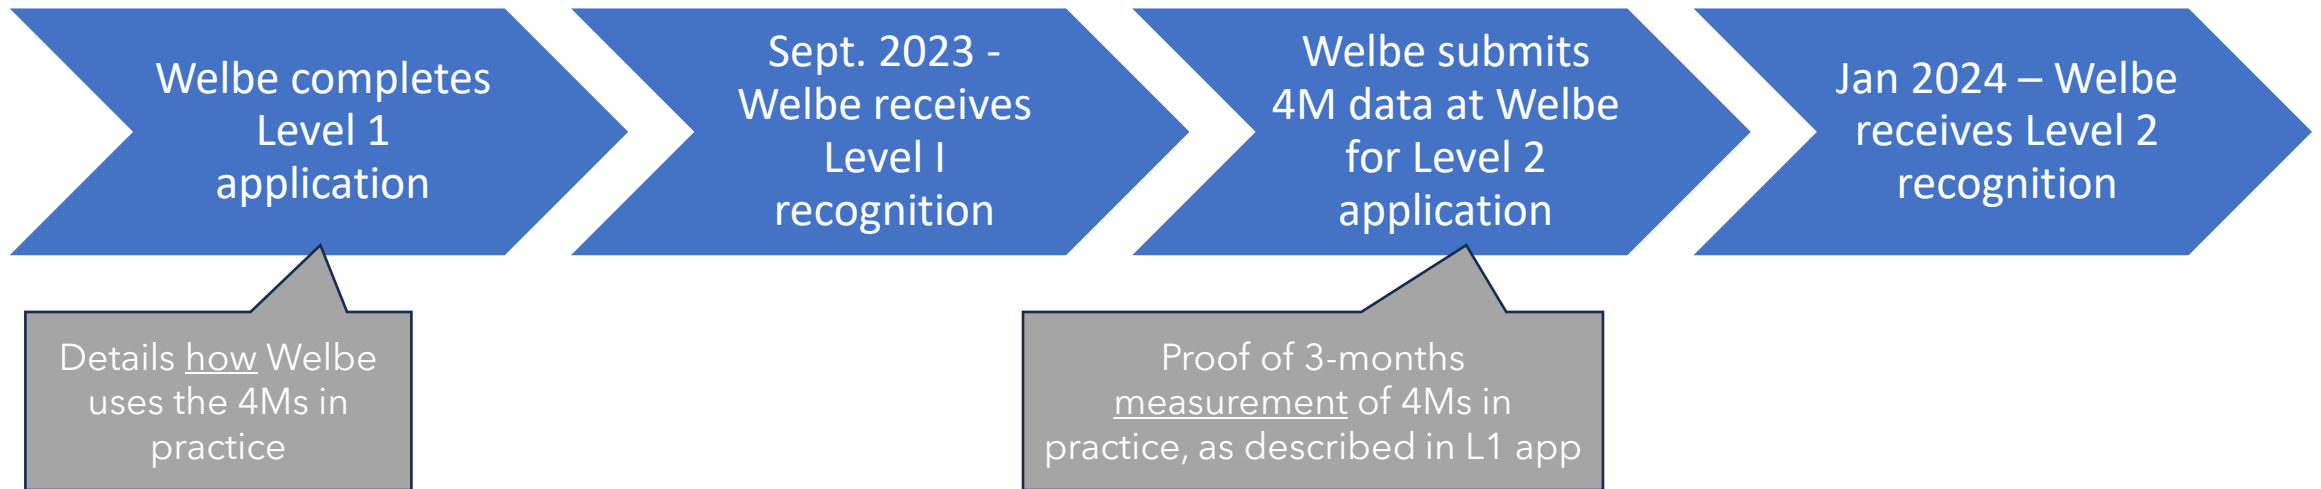 Welbe completes
Level 1
application
Sept. 2023 -
Welbe receives
Level I
recognition
Welbe submits
4M data at Welbe
for Level 2
application
Jan 2024 – Welbe
receives Level 2
recognition
Details how Welbe
uses the 4Ms in
practice
Proof of 3-months
measurement of 4Ms in
practice, as described in L1 app